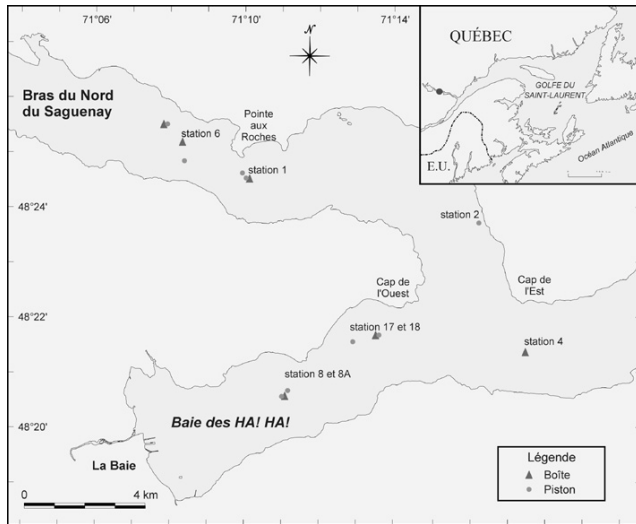 71°06'
71°10'
71°14'
N
QUÉBEC
GOLFE DU
SAINT-LAURENT
E.U.
Océan Atlantique
Bras du Nord
du Saguenay
station 6
Pointe
aux
Roches
station 1
48°24'
station 2
Cap de
l'Ouest
Cap de
l'Est
48°22'
station 17 et 18
station 4
station 8 et 8A
48°20'
Baie des HA! HA!
La Baie
Légende
Boîte
Piston
0 4 km